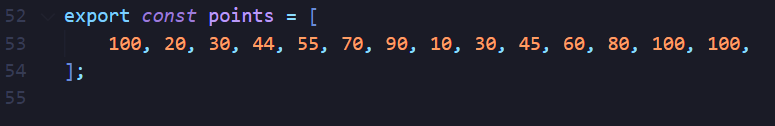 52 export const points = [
53 100, 20, 30, 44, 55, 70, 90, 10, 30, 45, 60, 80, 100, 100,
54 ];
55